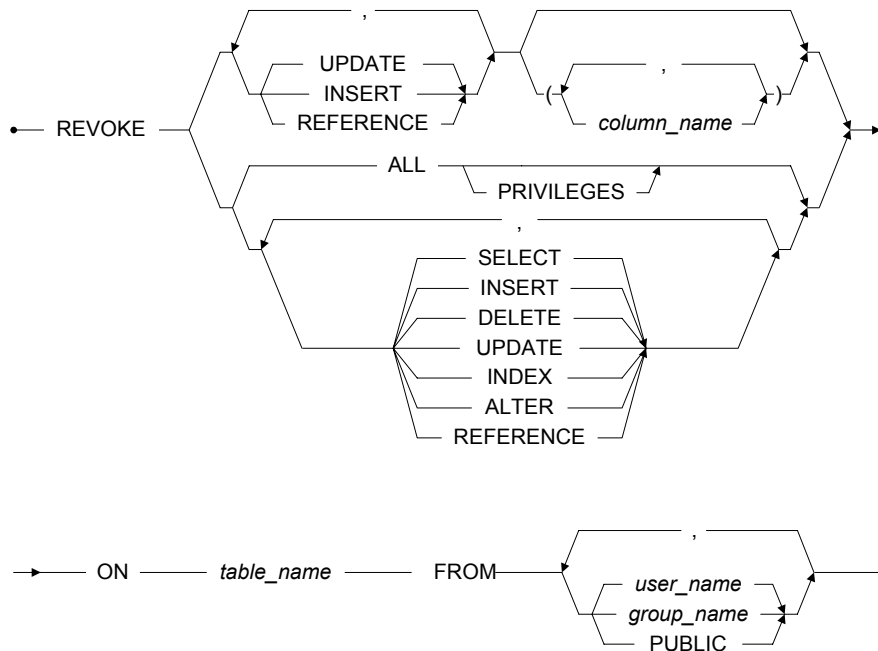 ,
,
UPDATE
INSERT
REFERENCE
( column_name )
REVOKE
ALL
PRIVILEGES
,
SELECT
INSERT
DELETE
UPDATE
INDEX
ALTER
REFERENCE
,
ON table_name FROM
user_name
group_name
PUBLIC